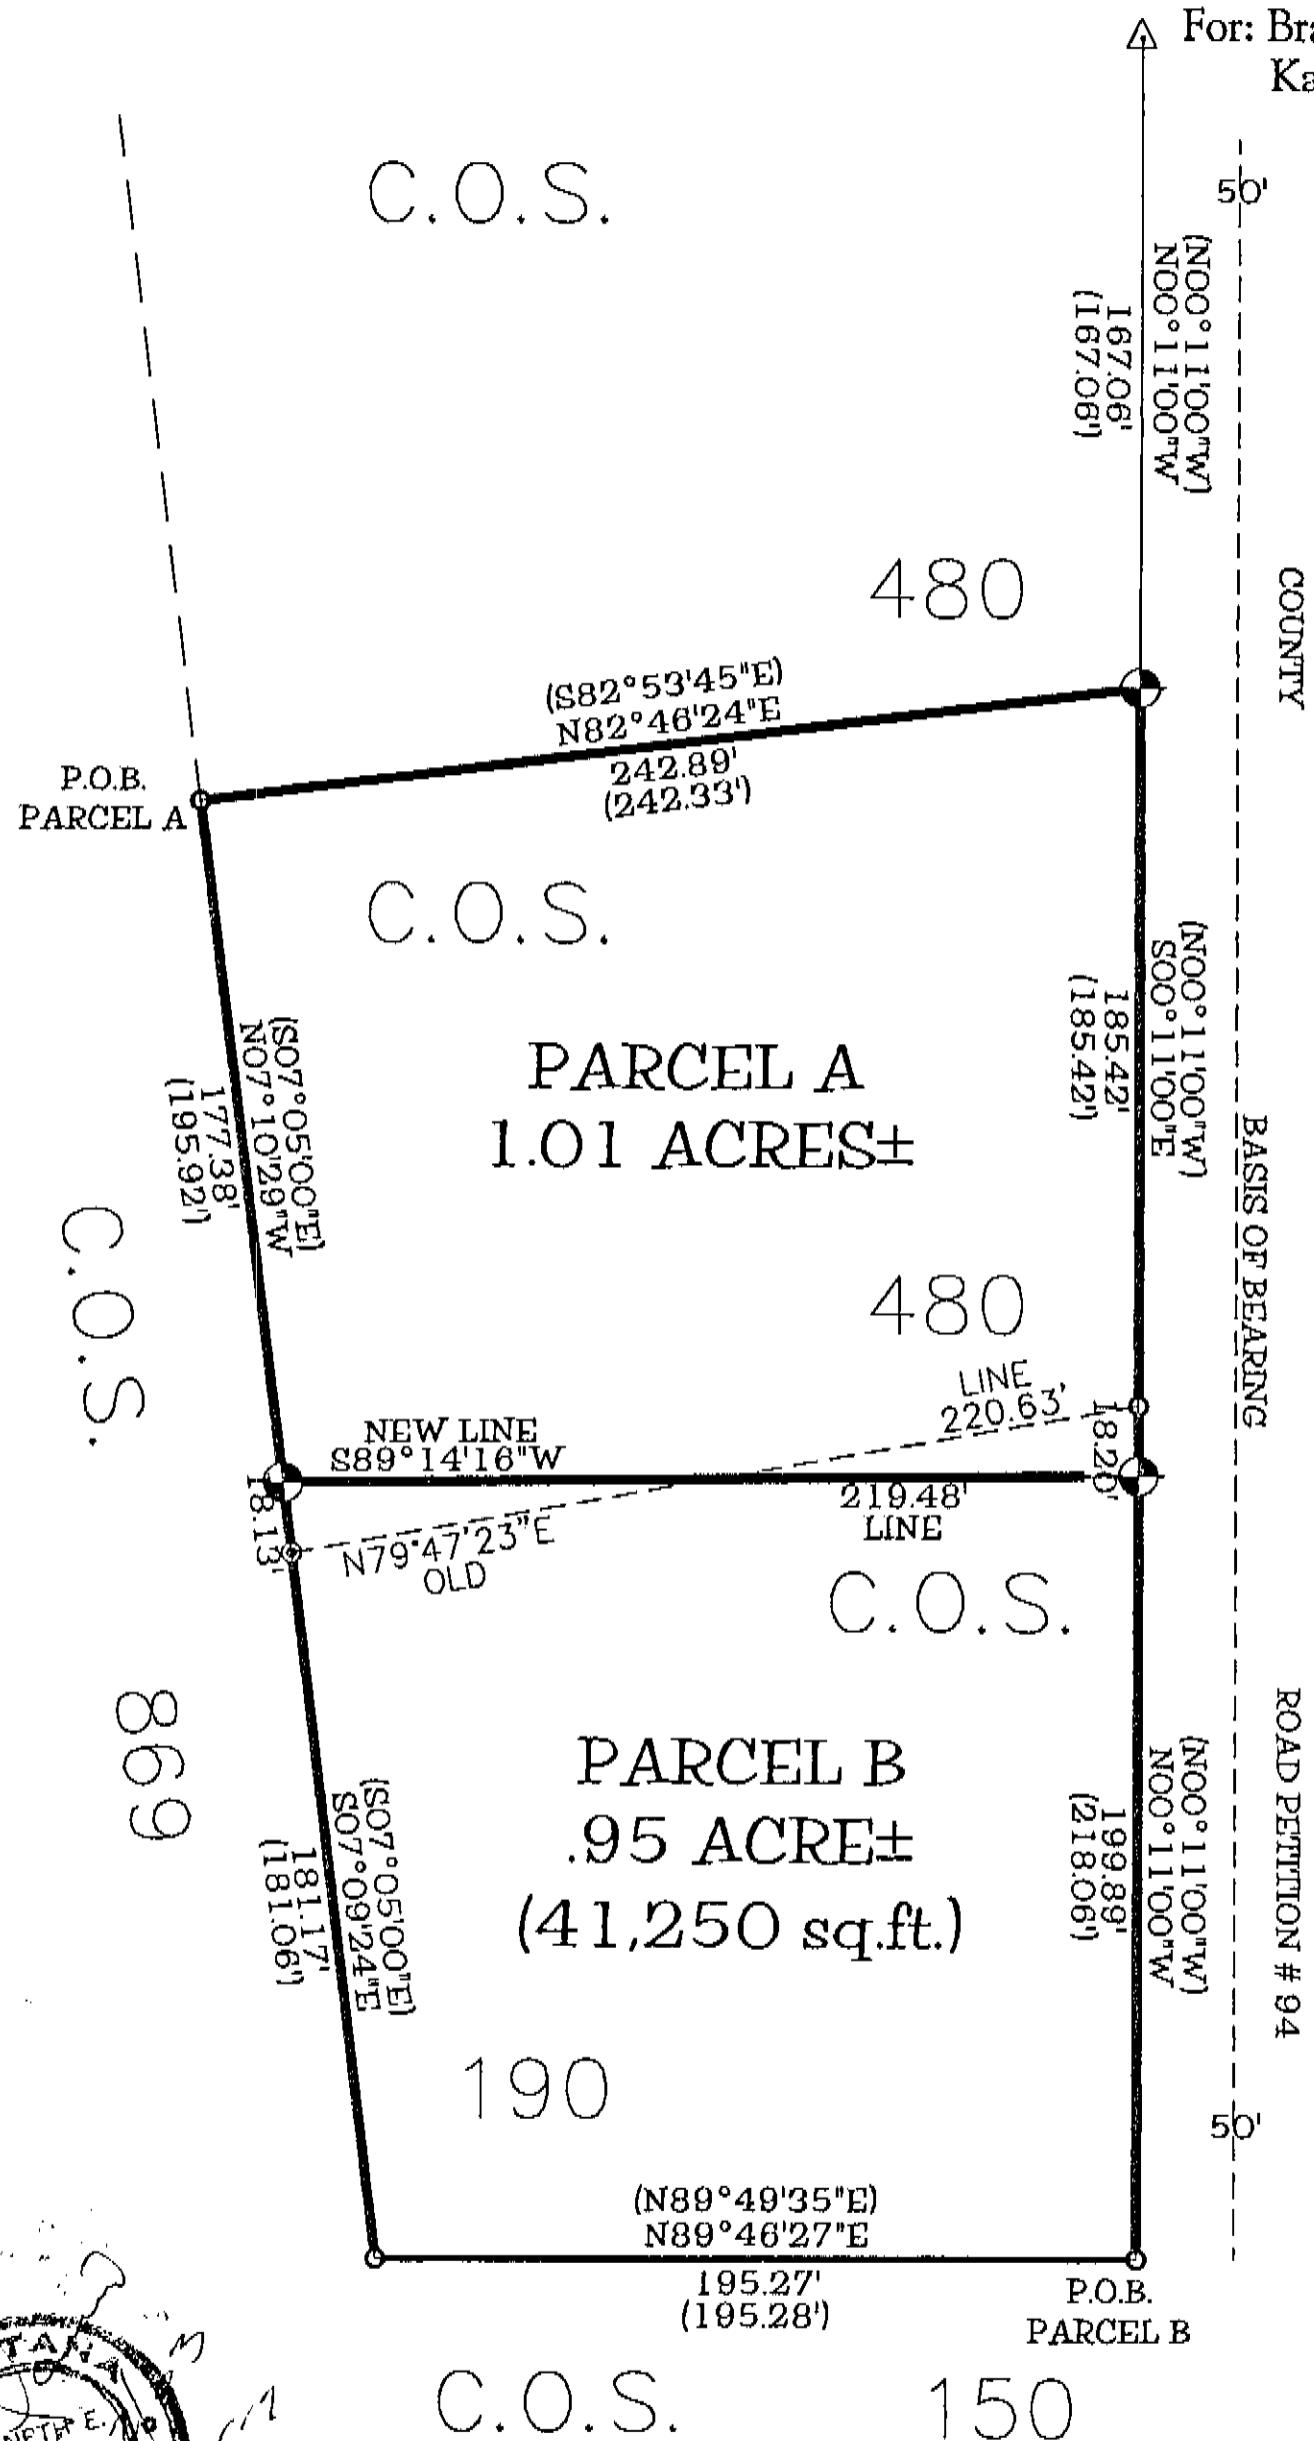 For:
C.O.S.
50'
(N00°11'00"W)
N00°11'00"W
167.06'
(167.06')
COUNTY
480
(S82°53'45"E)
N82°46'24"E
242.89'
(242.33')
P.O.B.
PARCEL A
C.O.S.
(N00°11'00"W)
S00°11'00"E
185.42'
(185.42')
(S07°05'00"E)
N07°10'29"W
177.38'
(195.92')
PARCEL A
1.01 ACRES±
BASIS OF BEARING
C.O.S.
480
LINE
220.63'
18.20'
NEW LINE
S89°14'16"W
219.48'
LINE
18.13'
N79°47'23"E
OLD
C.O.S.
869
PARCEL B
.95 ACRE±
(41,250 sq.ft.)
(S07°05'00"E)
S07°09'24"E
181.17'
(181.06')
(N00°11'00"W)
N00°11'00"W
199.89'
(218.06')
ROAD PETITION # 94
190
50'
(N89°49'35"E)
N89°46'27"E
195.27'
(195.28')
P.O.B.
PARCEL B
C.O.S.
150